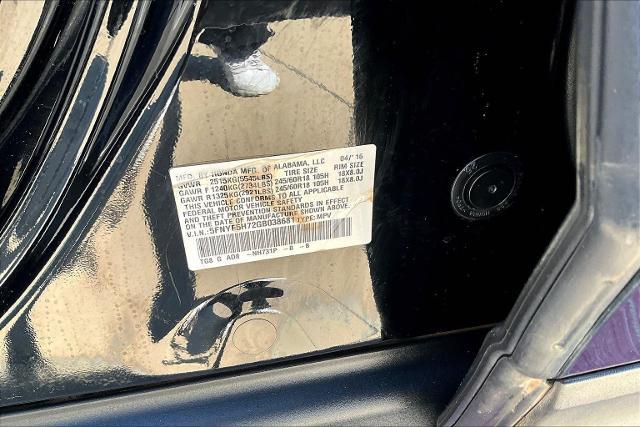 MFD. BY HONDA MFG. OF ALABAMA, LLC 04/'16
GVWR 2515KG(5545LBS) TIRE SIZE RIM SIZE
GAWR F 1240KG(2734LBS) 245/60R18 105H 18X8.0J
GAWR R 1325KG(2921LBS) 245/60R18 105H 18X8.0J
THIS VEHICLE CONFORMS TO ALL APPLICABLE
FEDERAL MOTOR VEHICLE SAFETY
AND THEFT PREVENTION STANDARDS IN EFFECT
ON THE DATE OF MANUFACTURE SHOWN ABOVE.
V.I.N.:5FNYF5H72GB038681 TYPE:MPV
TG8 G AD8 -NH731P -B -B